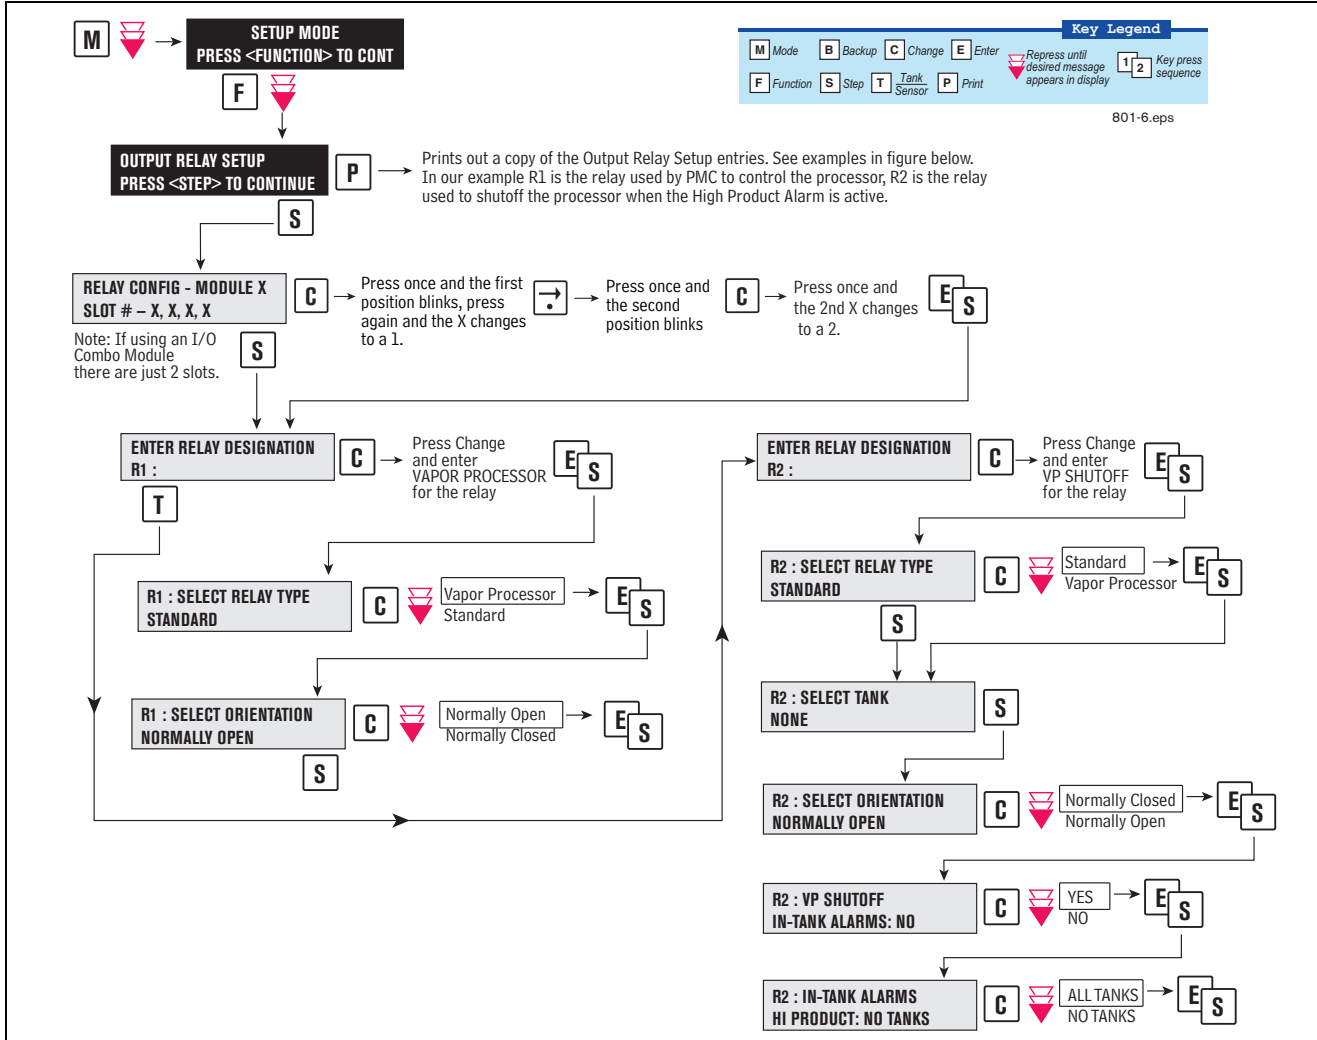 M
SETUP MODE
PRESS <FUNCTION> TO CONT
Key Legend
M Mode B Backup C Change E Enter
F Function S Step T Tank Sensor P Print
Repress until
desired message
appears in display
1 2 Key press
sequence
801-6.eps
F
OUTPUT RELAY SETUP
PRESS <STEP> TO CONTINUE
P
Prints out a copy of the Output Relay Setup entries. See examples in figure below.
In our example R1 is the relay used by PMC to control the processor, R2 is the relay
used to shutoff the processor when the High Product Alarm is active.
S
RELAY CONFIG - MODULE X
SLOT # – X, X, X, X
C
Press once and the first
position blinks, press
again and the X changes
to a 1.
Press once and
the second
position blinks
C
Press once and
the 2nd X changes
to a 2.
E
S
Note: If using an I/O
Combo Module
there are just 2 slots.
S
ENTER RELAY DESIGNATION
R1 :
C
Press Change
and enter
VAPOR PROCESSOR
for the relay
E
S
T
R1 : SELECT RELAY TYPE
STANDARD
C
Vapor Processor
Standard
E
S
R1 : SELECT ORIENTATION
NORMALLY OPEN
C
Normally Open
Normally Closed
E
S
S
ENTER RELAY DESIGNATION
R2 :
C
Press Change
and enter
VP SHUTOFF
for the relay
E
S
R2 : SELECT RELAY TYPE
STANDARD
C
Standard
Vapor Processor
E
S
S
R2 : SELECT TANK
NONE
S
R2 : SELECT ORIENTATION
NORMALLY OPEN
C
Normally Closed
Normally Open
E
S
R2 : VP SHUTOFF
IN-TANK ALARMS: NO
C
YES
NO
E
S
R2 : IN-TANK ALARMS
HI PRODUCT: NO TANKS
C
ALL TANKS
NO TANKS
E
S